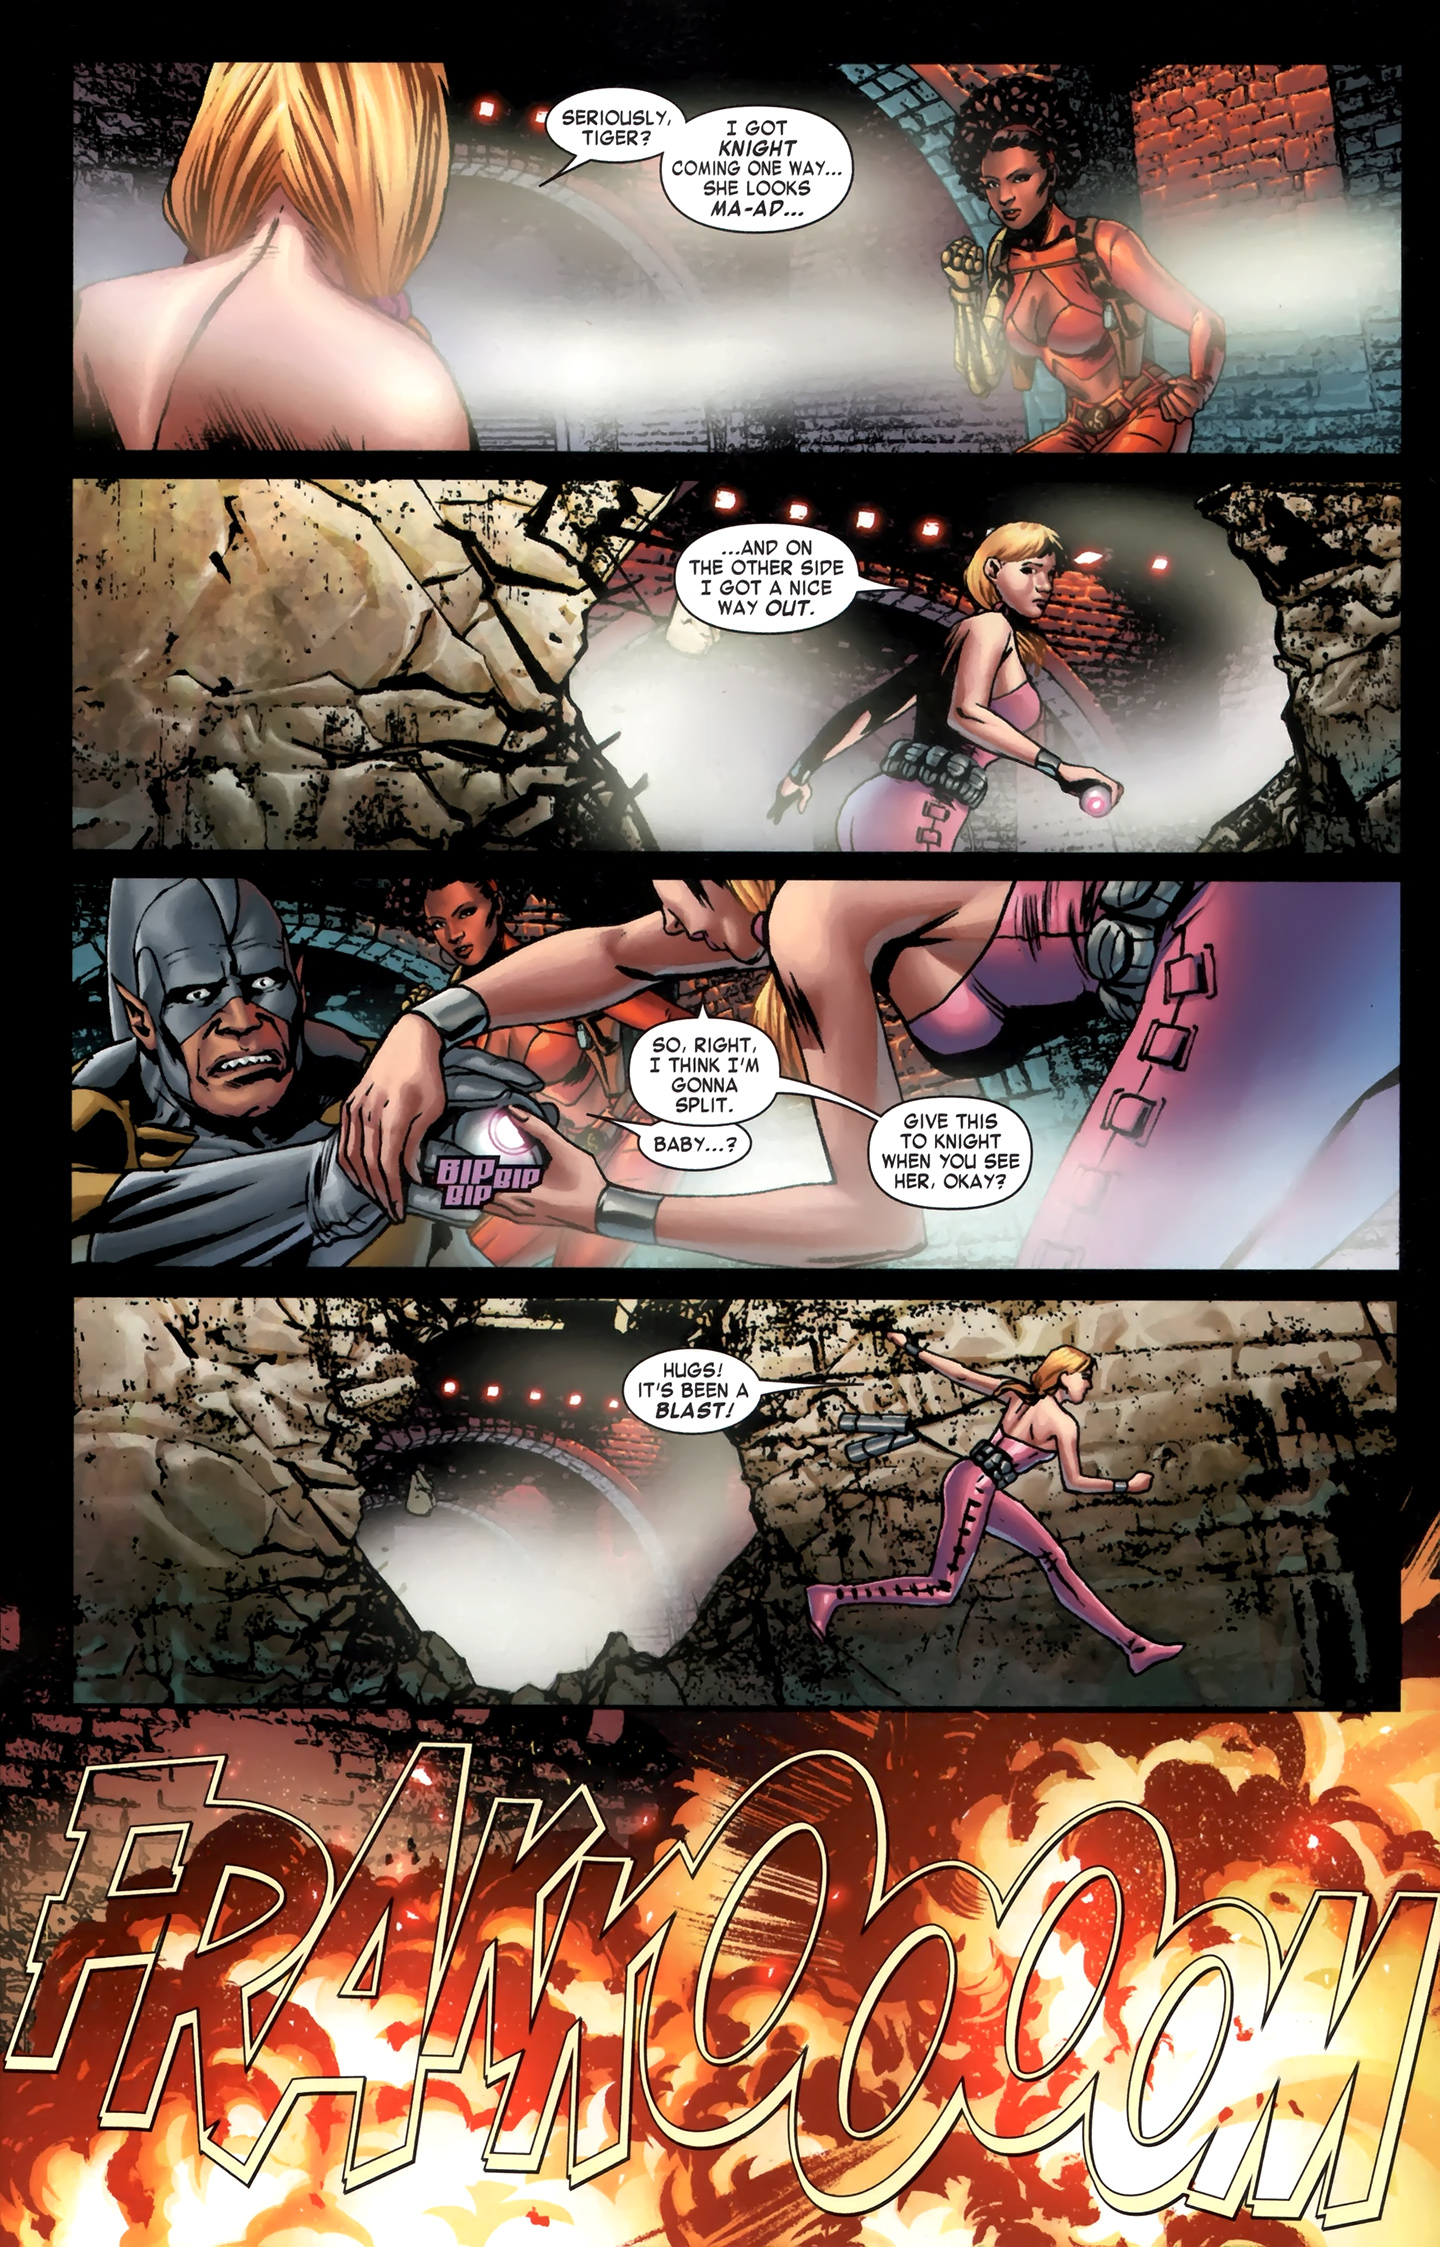 SERIOUSLY,
TIGER?
I GOT
KNIGHT
COMING ONE WAY...
SHE LOOKS
MA-AD...
...AND ON
THE OTHER SIDE
I GOT A NICE
WAY OUT.
SO, RIGHT,
I THINK I'M
GONNA
SPLIT.
BABY...?
GIVE THIS
TO KNIGHT
WHEN YOU SEE
HER, OKAY?
BIP BIP
BIP
HUGS!
IT'S BEEN A
BLAST!
FRAKKOOOOM